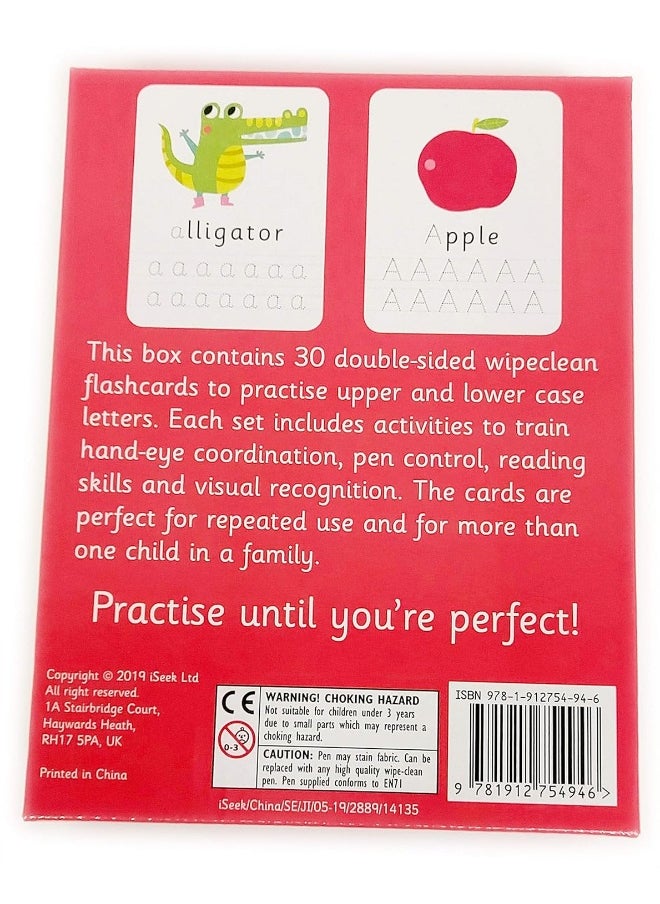 alligator
a a a a a a a
a a a a a a a
Apple
A A A A A A
A A A A A A
This box contains 30 double-sided wipeclean
flashcards to practise upper and lower case
letters. Each set includes activities to train
hand-eye coordination, pen control, reading
skills and visual recognition. The cards are
perfect for repeated use and for more than
one child in a family.
Practise until you're perfect!
Copyright © 2019 iSeek Ltd
All right reserved.
1A Stairbridge Court,
Haywards Heath,
RH17 5PA, UK
Printed in China
CE
0-3
WARNING! CHOKING HAZARD
Not suitable for children under 3 years
due to small parts which may represent a
choking hazard.
CAUTION: Pen may stain fabric. Can be
replaced with any high quality wipe-clean
pen. Pen supplied conforms to EN71
iSeek/China/SE/JI/05-19/2889/14135
ISBN 978-1-912754-94-6
9 781912 754946 >